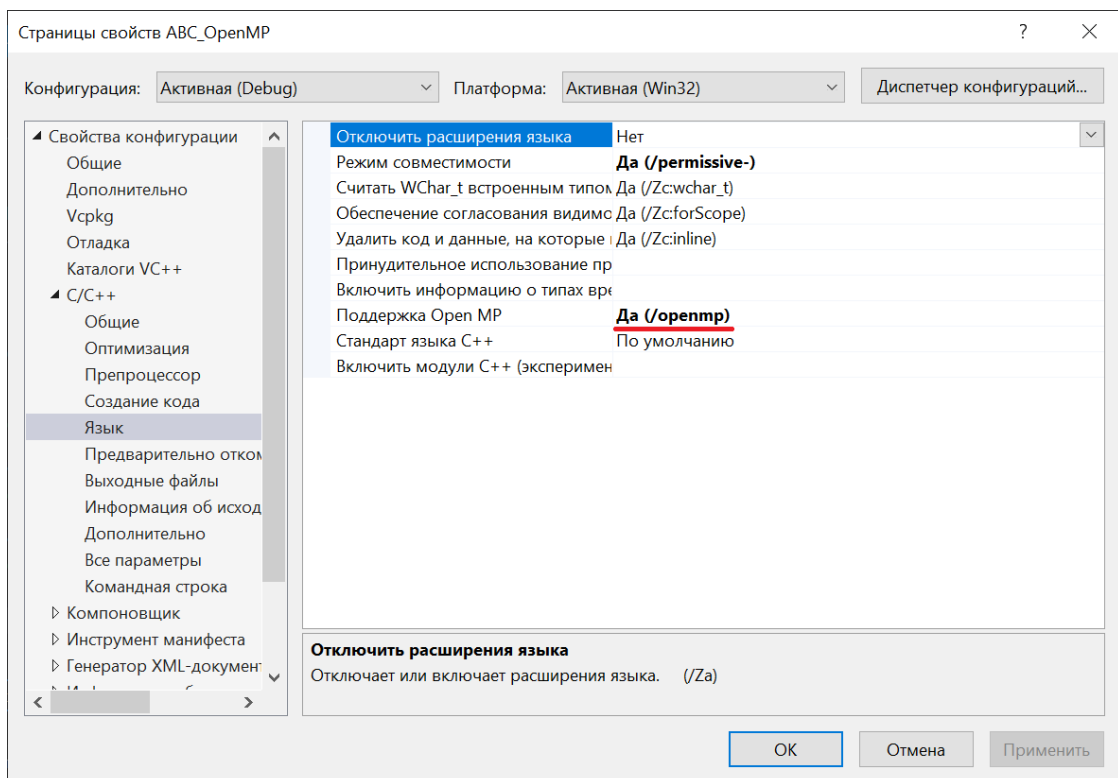 Страницы свойств ABC_OpenMP
Конфигурация: Активная (Debug) Платформа: Активная (Win32) Диспетчер конфигураций...
Свойства конфигурации
Общие
Дополнительно
Vcpkg
Отладка
Каталоги VC++
C/C++
Общие
Оптимизация
Препроцессор
Создание кода
Язык
Предварительно отком
Выходные файлы
Информация об исход
Дополнительно
Все параметры
Командная строка
Компоновщик
Инструмент манифеста
Генератор XML-документ
Отключить расширения языка Нет
Режим совместимости Да (/permissive-)
Считать WChar_t встроенным типом Да (/Zc:wchar_t)
Обеспечение согласования видимо Да (/Zc:forScope)
Удалить код и данные, на которые Да (/Zc:inline)
Принудительное использование пр
Включить информацию о типах вре
Поддержка Open MP Да (/openmp)
Стандарт языка C++ По умолчанию
Включить модули C++ (эксперимен
Отключить расширения языка
Отключает или включает расширения языка. (/Za)
ОК Отмена Применить